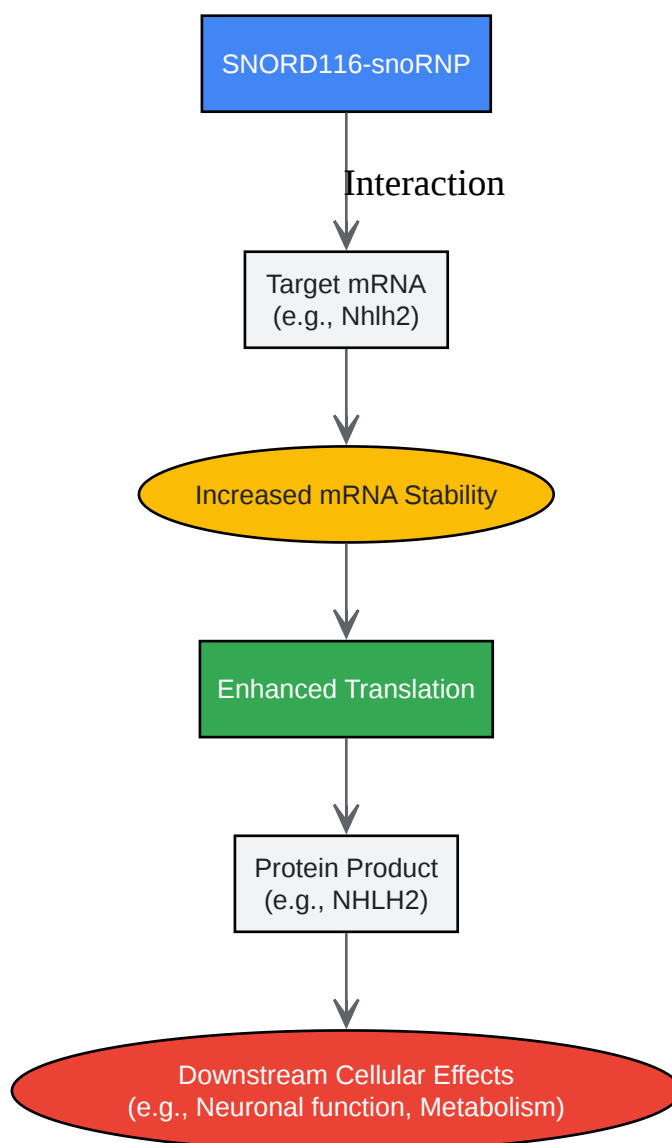 SNORD116-snoRNP
Interaction
Target mRNA
(e.g., Nhlh2)
Increased mRNA Stability
Enhanced Translation
Protein Product
(e.g., NHLH2)
Downstream Cellular Effects
(e.g., Neuronal function, Metabolism)